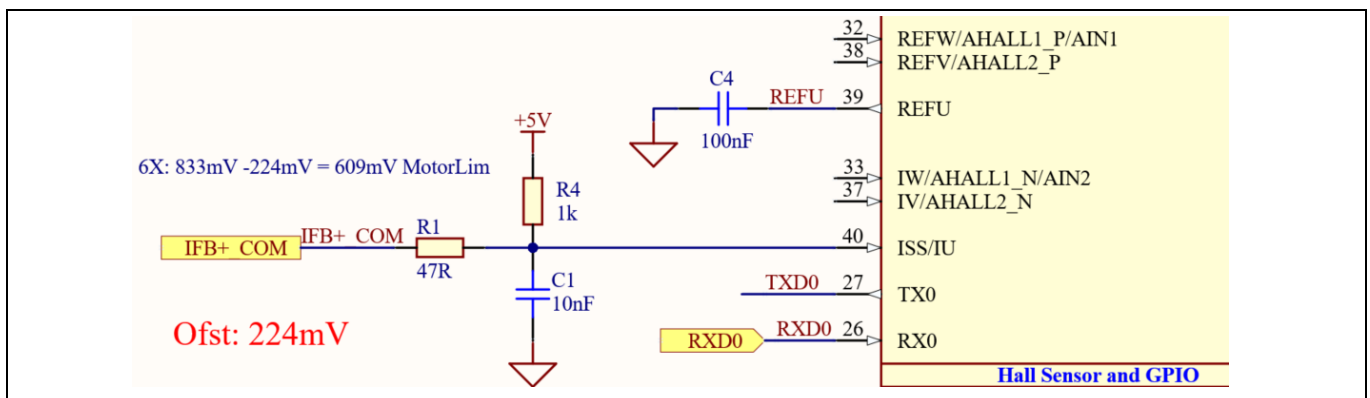 32
REFW/AHALL1_P/AIN1
38
REFV/AHALL2_P
C4
REFU
39
REFU
100nF
+5V
6X: 833mV -224mV = 609mV MotorLim
R4
1k
33
IW/AHALL1_N/AIN2
37
IV/AHALL2_N
IFB+_COM
IFB+_COM
R1
47R
40
ISS/IU
C1
10nF
TXD0
27
TX0
Ofst: 224mV
RXD0
RXD0
26
RX0
Hall Sensor and GPIO